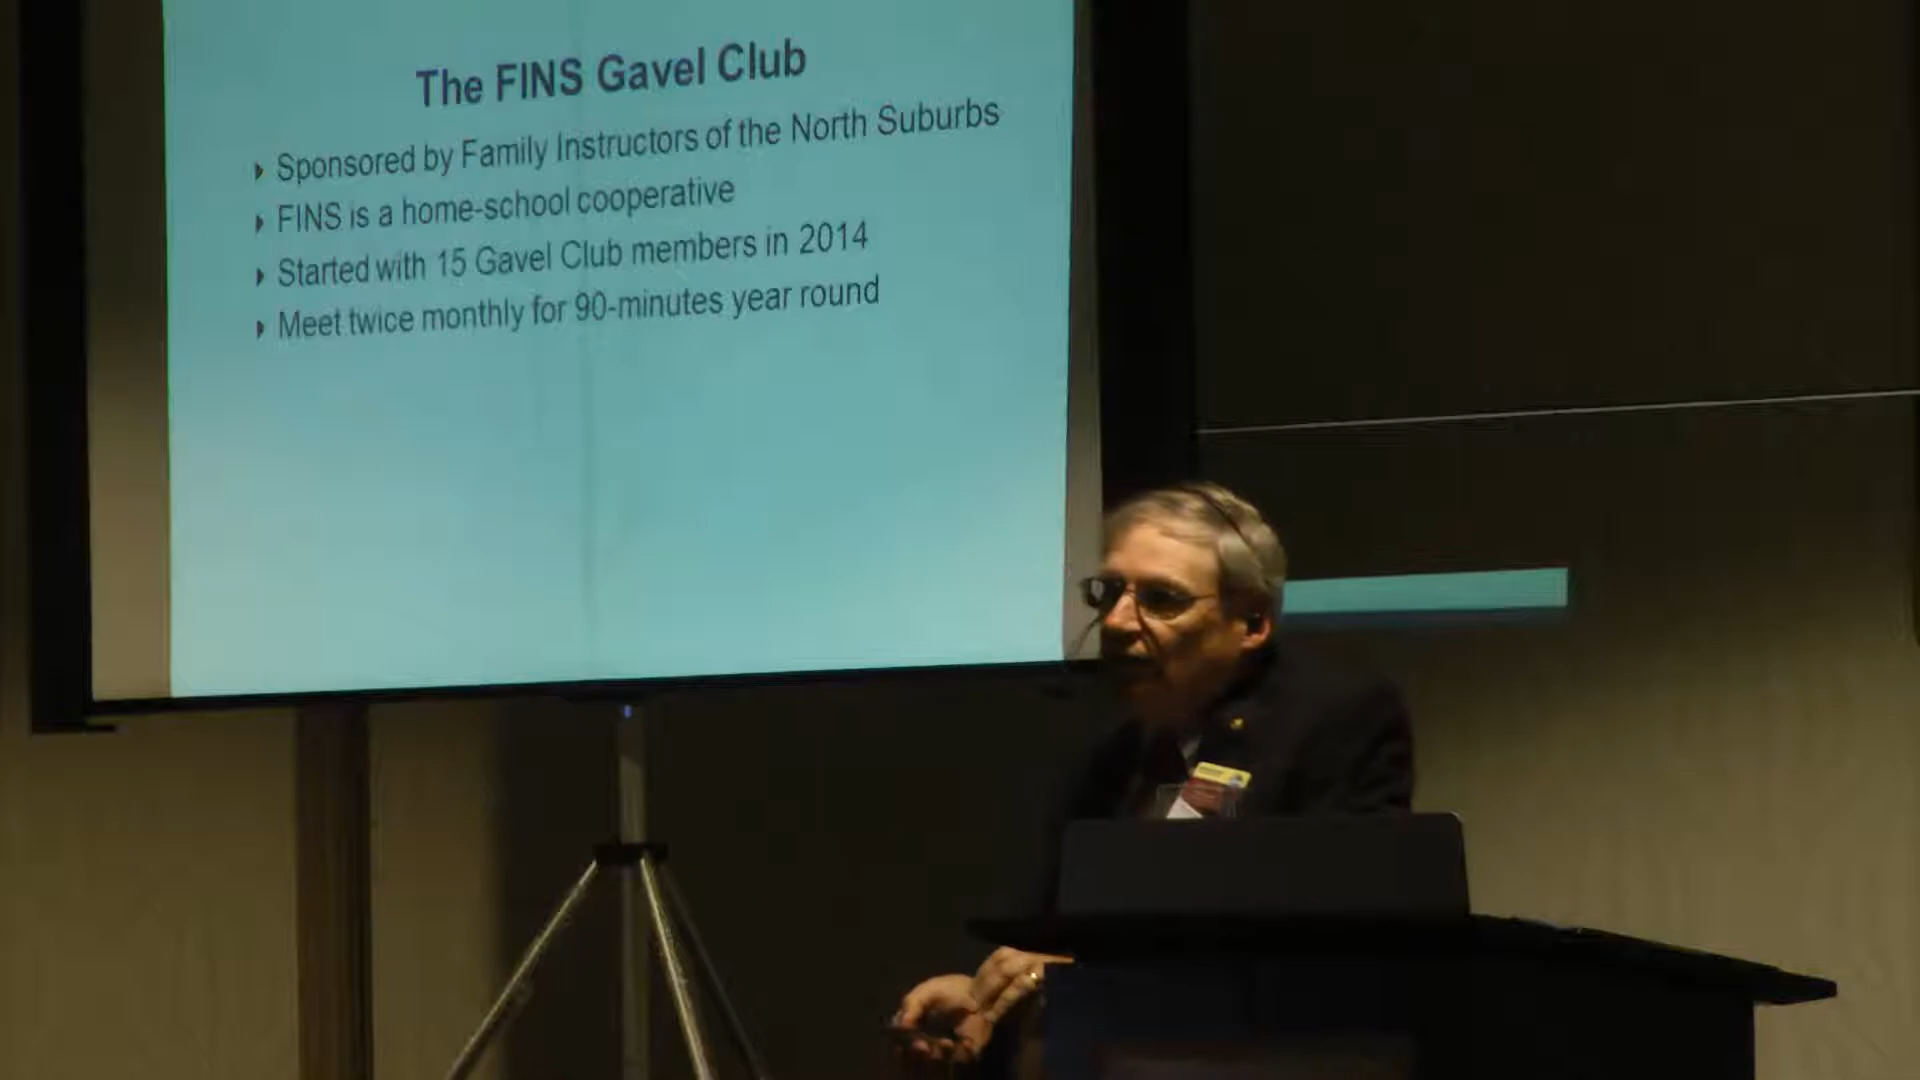 The FINS Gavel Club
Sponsored by Family Instructors of the North Suburbs
FINS is a home-school cooperative
Started with 15 Gavel Club members in 2014
Meet twice monthly for 90-minutes year round